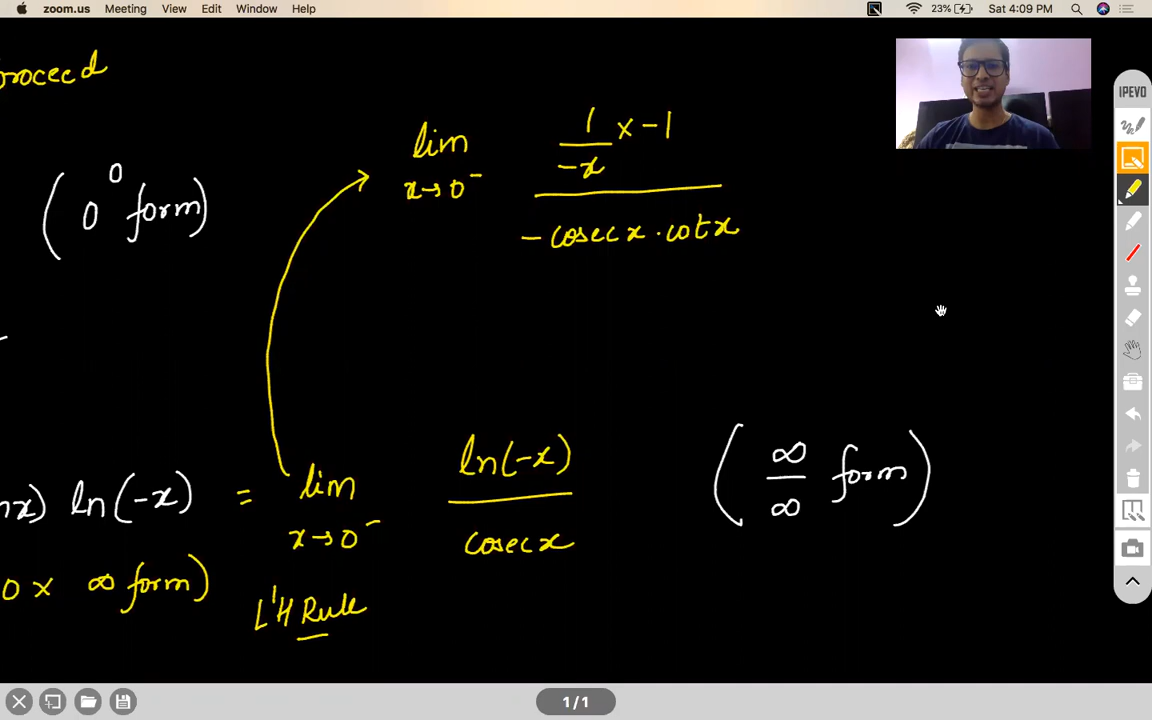 zoom.us Meeting View Edit Window Help 23% Sat 4:09 PM
IPEVO
proceed
lim x→0⁻ (1/-x × -1) / (-cosec x · cot x)
(0⁰ form)
ln(-x) = lim x→0⁻ ln(-x) / cosec x (∞/∞ form)
0 × ∞ form)
L'H Rule
1/1